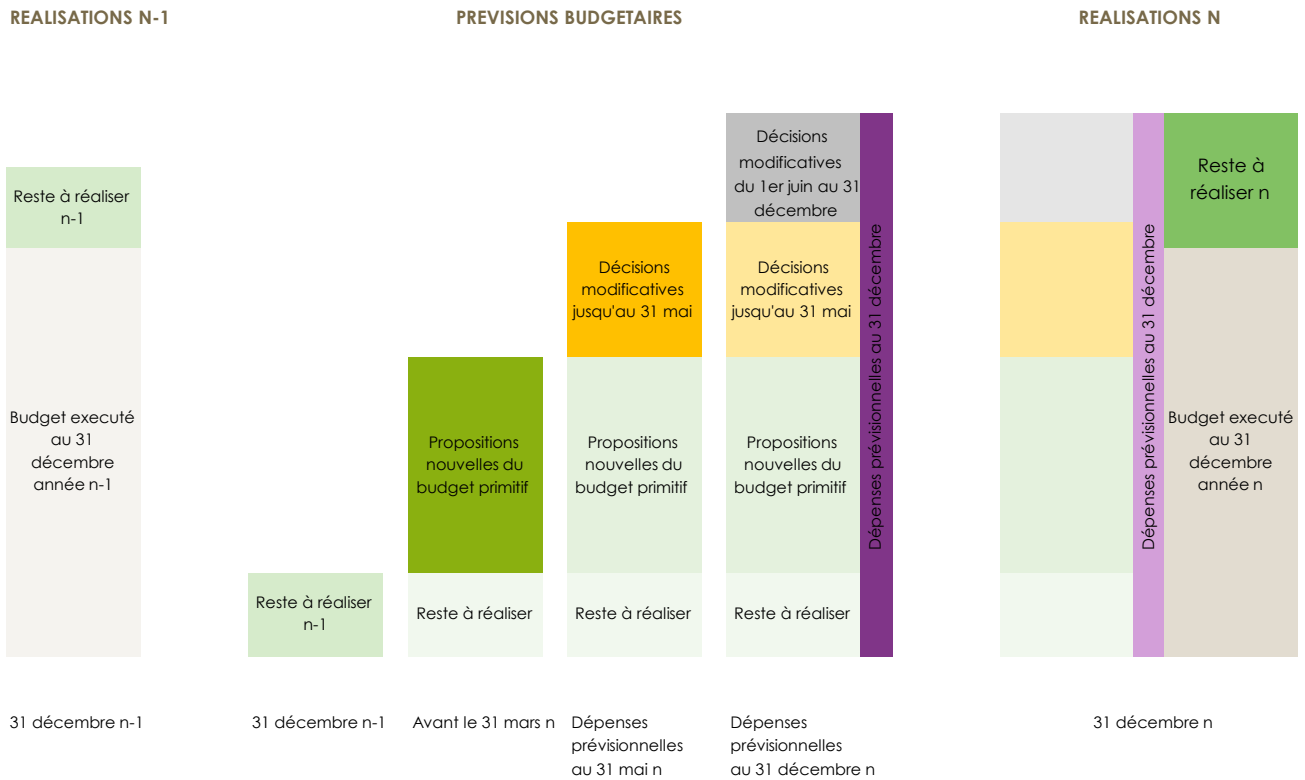 REALISATIONS N-1
PREVISIONS BUDGETAIRES
REALISATIONS N
Reste à réaliser
n-1
Budget executé
au 31
décembre
année n-1
Reste à réaliser
n-1
Propositions
nouvelles du
budget primitif
Reste à réaliser
Décisions
modificatives
jusqu'au 31 mai
Propositions
nouvelles du
budget primitif
Reste à réaliser
Décisions
modificatives
du 1er juin au 31
décembre
Décisions
modificatives
jusqu'au 31 mai
Propositions
nouvelles du
budget primitif
Reste à réaliser
Dépenses prévisionnelles au 31 décembre
Dépenses prévisionnelles au 31 décembre
Reste à
réaliser n
Budget executé
au 31
décembre
année n
31 décembre n-1
31 décembre n-1
Avant le 31 mars n
Dépenses
prévisionnelles
au 31 mai n
Dépenses
prévisionnelles
au 31 décembre n
31 décembre n